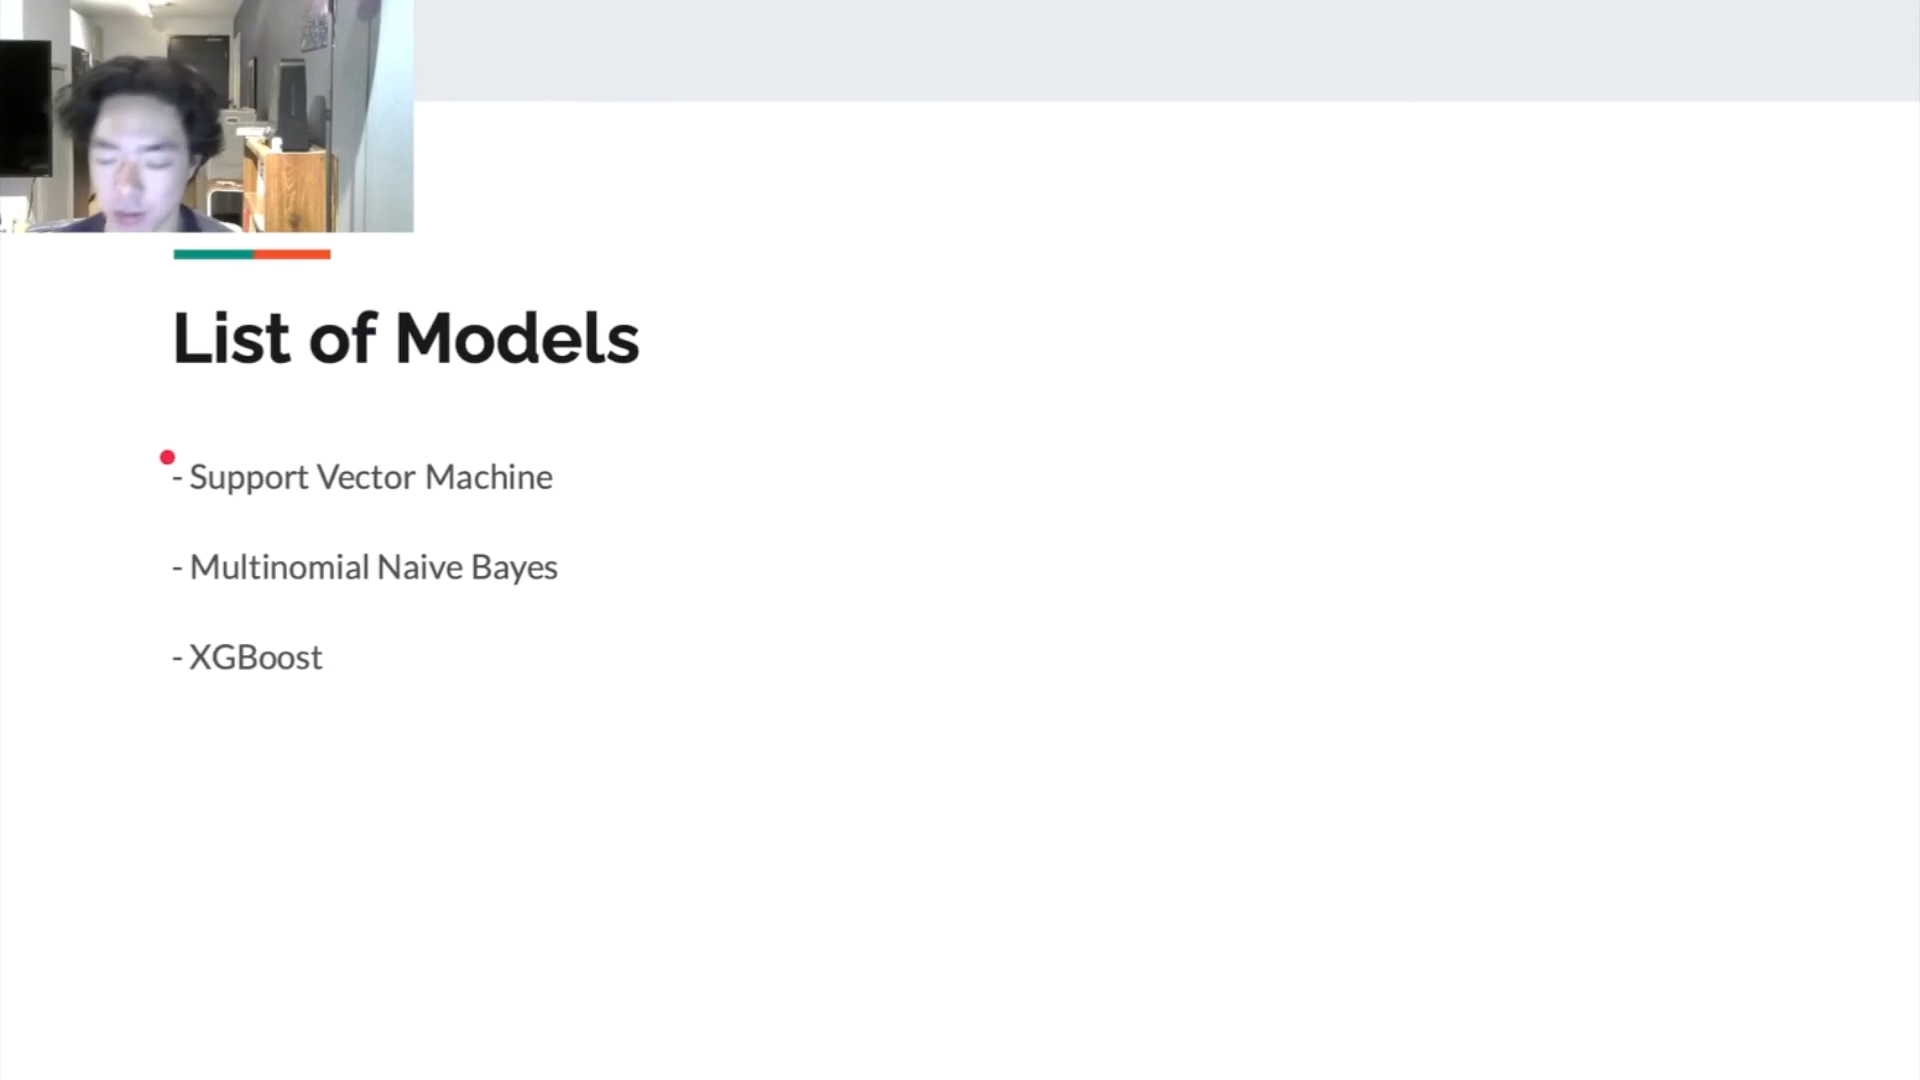 List of Models
- Support Vector Machine
- Multinomial Naive Bayes
- XGBoost